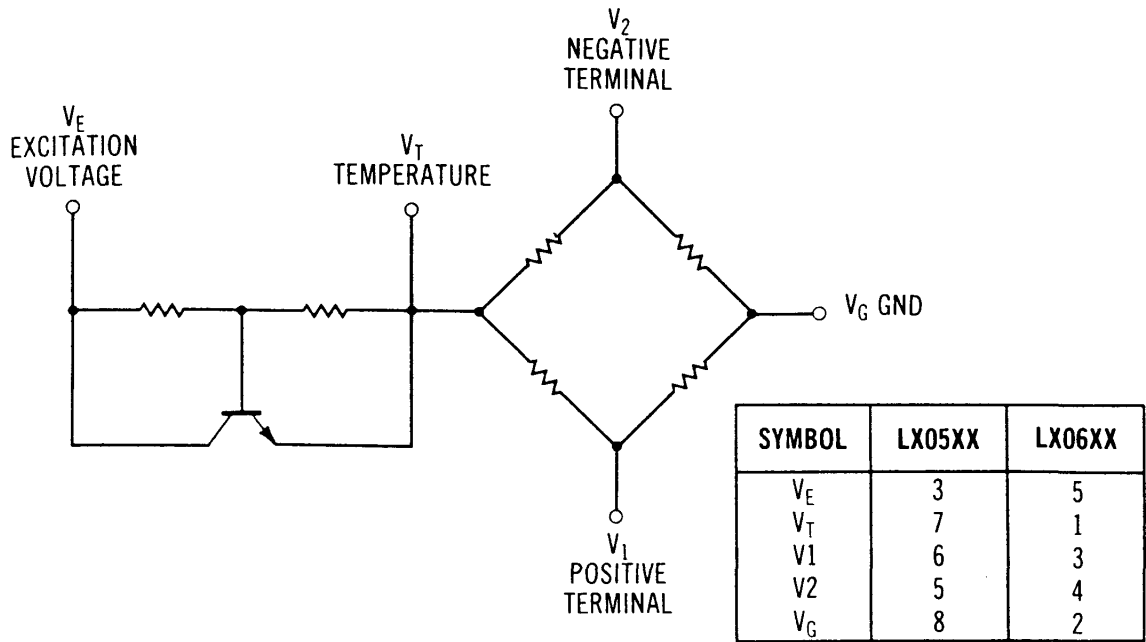 V2
NEGATIVE
TERMINAL
VE
EXCITATION
VOLTAGE
VT
TEMPERATURE
VG GND
V1
POSITIVE
TERMINAL
SYMBOL LX05XX LX06XX
VE 3 5
VT 7 1
V1 6 3
V2 5 4
VG 8 2